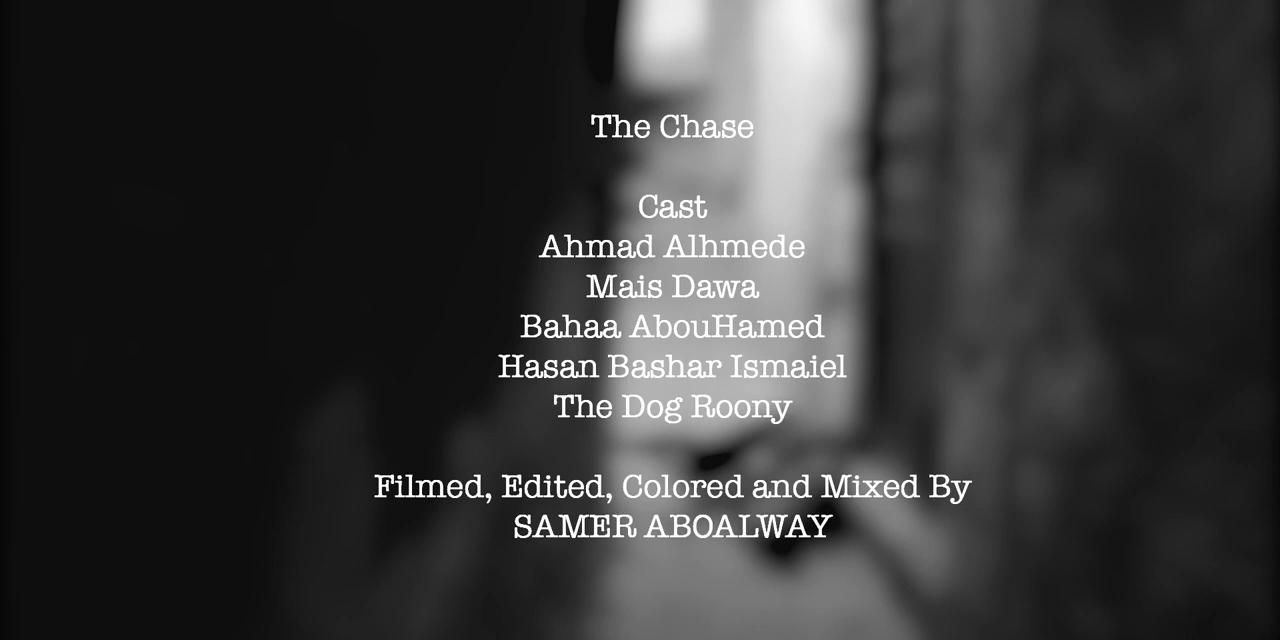 The Chase
Cast
Ahmad Alhmede
Mais Dawa
Bahaa AbouHamed
Hasan Bashar Ismaiel
The Dog Roony
Filmed, Edited, Colored and Mixed By
SAMER ABOALWAY